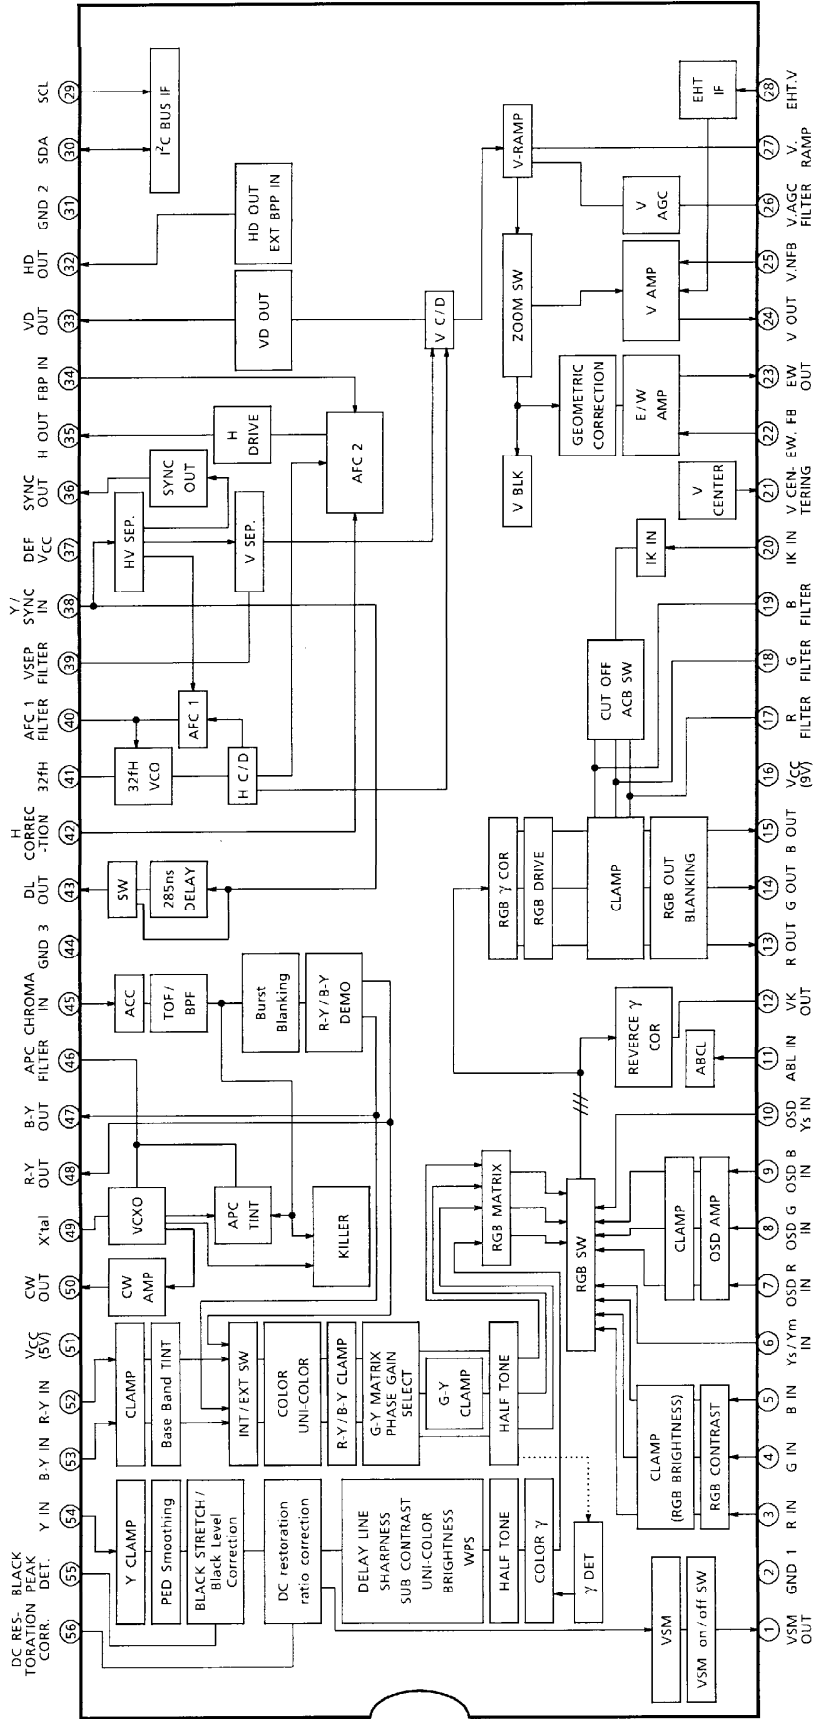 DC RES-
TORATION
CORR.
56
BLACK
PEAK
DET.
55
Y IN
54
B-Y IN
53
R-Y IN
52
VCC
(5V)
51
CW
OUT
50
X'tal
49
R-Y
OUT
48
B-Y
OUT
47
APC
FILTER
46
CHROMA
IN
45
GND 3
44
DL
OUT
43
H
CORREC
-TION
42
32fH
41
AFC 1
FILTER
40
VSEP
FILTER
39
Y/
SYNC
IN
38
DEF
VCC
37
SYNC
OUT
36
H OUT
35
FBP IN
34
VD
OUT
33
HD
OUT
32
GND 2
31
SDA
30
SCL
29
Y CLAMP
PED Smoothing
BLACK STRETCH /
Black Level
Correction
DC restoration
ratio correction
DELAY LINE
SHARPNESS
SUB CONTRAST
UNI-COLOR
BRIGHTNESS
WPS
HALF TONE
COLOR γ
γ DET
VSM
VSM on / off SW
CLAMP
Base Band TINT
INT / EXT SW
COLOR
UNI-COLOR
R-Y / B-Y CLAMP
G-Y MATRIX
PHASE GAIN
SELECT
G-Y
CLAMP
HALF TONE
CLAMP
(RGB BRIGHTNESS)
RGB CONTRAST
CW
AMP
VCXO
APC
TINT
KILLER
RGB MATRIX
RGB SW
CLAMP
OSD AMP
ACC
TOF /
BPF
Burst
Blanking
R-Y / B-Y
DEMO
REVERCE γ
COR
ABCL
SW
285ns
DELAY
RGB γ COR
RGB DRIVE
CLAMP
RGB OUT
BLANKING
32fH
VCO
AFC 1
H C/D
CUT OFF
ACB SW
IK IN
HV SEP.
V SEP.
SYNC
OUT
H
DRIVE
AFC 2
V BLK
V
CENTER
GEOMETRIC
CORRECTION
E / W
AMP
VD OUT
V C/D
ZOOM SW
V AMP
HD OUT
EXT BPP IN
V-RAMP
V
AGC
I²C BUS IF
EHT
IF
1
VSM
OUT
2
GND 1
3
R IN
4
G IN
5
B IN
6
Ys / Ym
IN
7
OSD R
IN
8
OSD G
IN
9
OSD B
IN
10
OSD
Ys IN
11
ABL IN
12
VK
OUT
13
R OUT
14
G OUT
15
B OUT
16
VCC
(9V)
17
R
FILTER
18
G
FILTER
19
B
FILTER
20
IK IN
21
V CEN-
TERING
22
EW. FB
23
EW
OUT
24
V OUT
25
V.NFB
26
V.AGC
FILTER
27
V.
RAMP
28
EHT.V